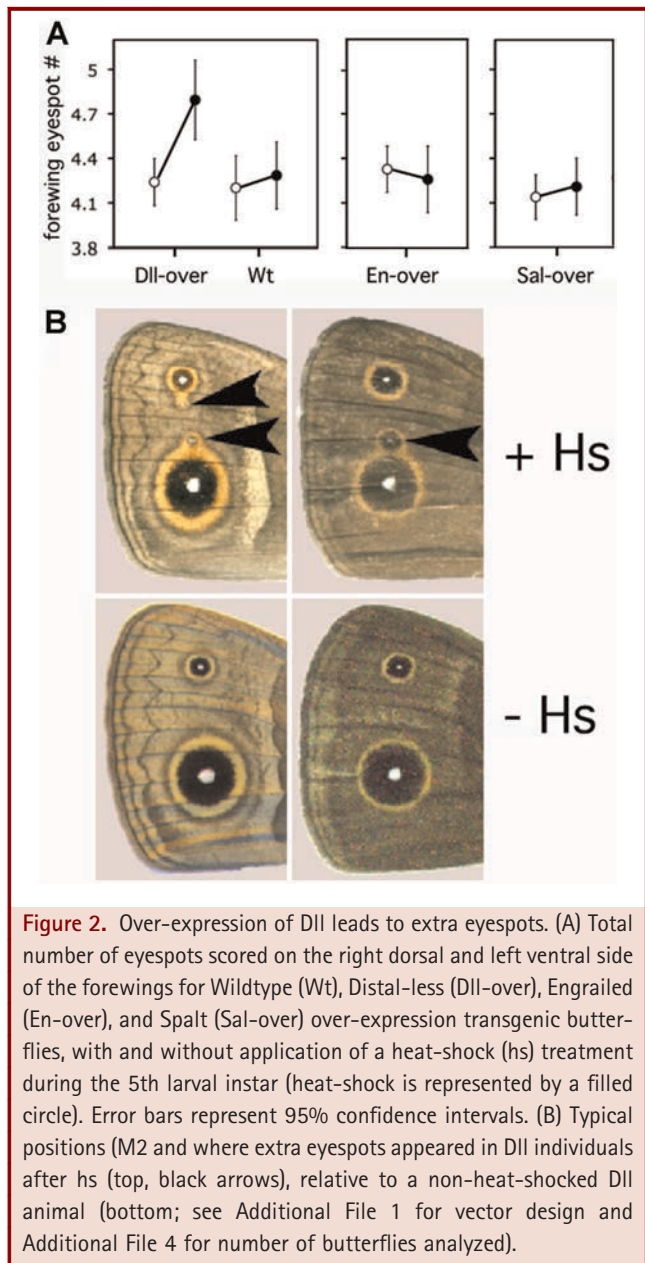 A
forewing eyespot #
5
4.7
4.4
4.1
3.8
Dll-over
Wt
En-over
Sal-over
B
+ Hs
- Hs
Figure 2. Over-expression of Dll leads to extra eyespots. (A) Total
number of eyespots scored on the right dorsal and left ventral side
of the forewings for Wildtype (Wt), Distal-less (Dll-over), Engrailed
(En-over), and Spalt (Sal-over) over-expression transgenic butter-
flies, with and without application of a heat-shock (hs) treatment
during the 5th larval instar (heat-shock is represented by a filled
circle). Error bars represent 95% confidence intervals. (B) Typical
positions (M2 and where extra eyespots appeared in Dll individuals
after hs (top, black arrows), relative to a non-heat-shocked Dll
animal (bottom; see Additional File 1 for vector design and
Additional File 4 for number of butterflies analyzed).